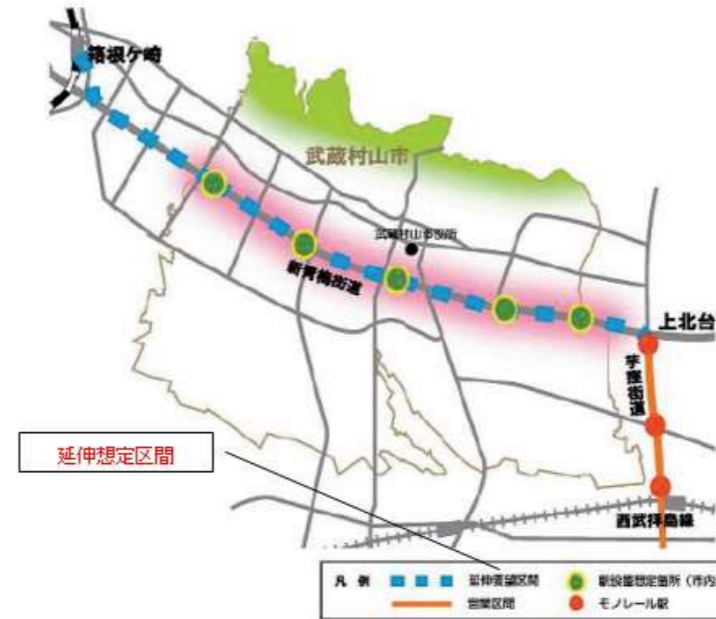 箱根ケ崎
武蔵村山市
武蔵村山市役所
新青梅街道
上北台
芋窪街道
延伸想定区間
西武拝島線
凡例
延伸要望区間
新設置想定箇所（市内
営業区間
モノレール駅